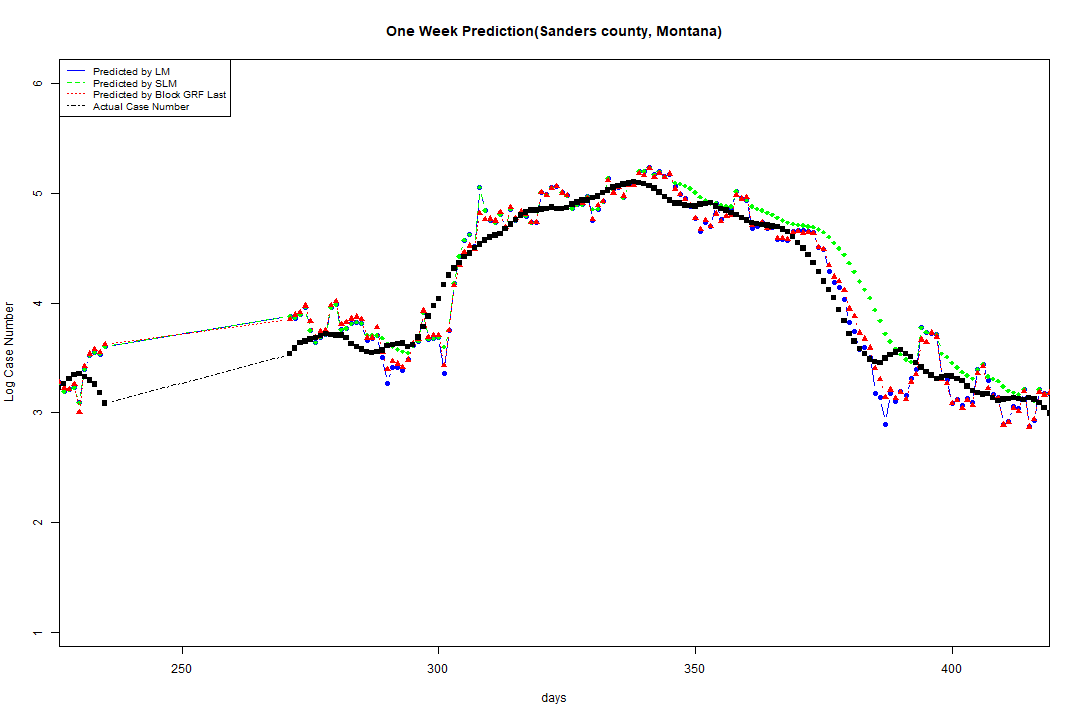 One Week Prediction(Sanders county, Montana)
Predicted by LM
Predicted by SLM
Predicted by Block GRF Last
Actual Case Number
Log Case Number
6
5
4
3
2
1
250
300
350
400
days